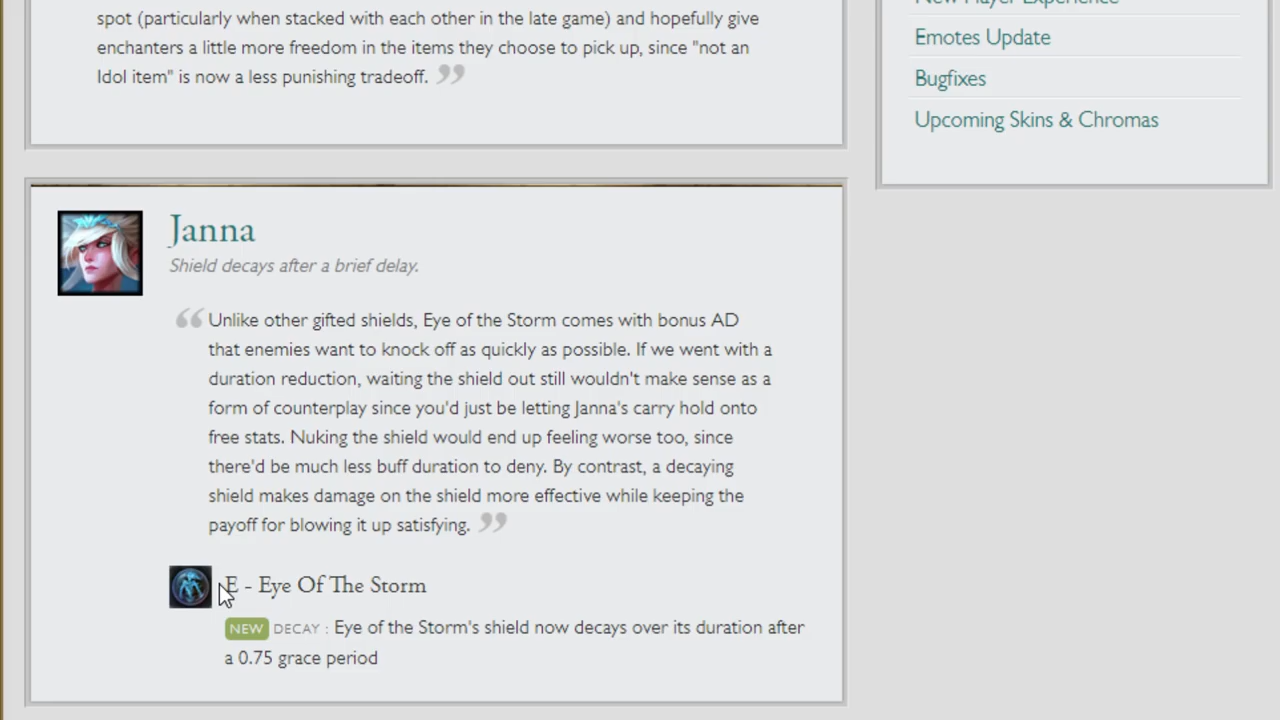 spot (particularly when stacked with each other in the late game) and hopefully give
enchanters a little more freedom in the items they choose to pick up, since "not an
Idol item" is now a less punishing tradeoff. ”
New Player Experience
Emotes Update
Bugfixes
Upcoming Skins & Chromas
Janna
Shield decays after a brief delay.
“ Unlike other gifted shields, Eye of the Storm comes with bonus AD
that enemies want to knock off as quickly as possible. If we went with a
duration reduction, waiting the shield out still wouldn't make sense as a
form of counterplay since you'd just be letting Janna's carry hold onto
free stats. Nuking the shield would end up feeling worse too, since
there'd be much less buff duration to deny. By contrast, a decaying
shield makes damage on the shield more effective while keeping the
payoff for blowing it up satisfying. ”
E - Eye Of The Storm
NEW DECAY : Eye of the Storm's shield now decays over its duration after
a 0.75 grace period